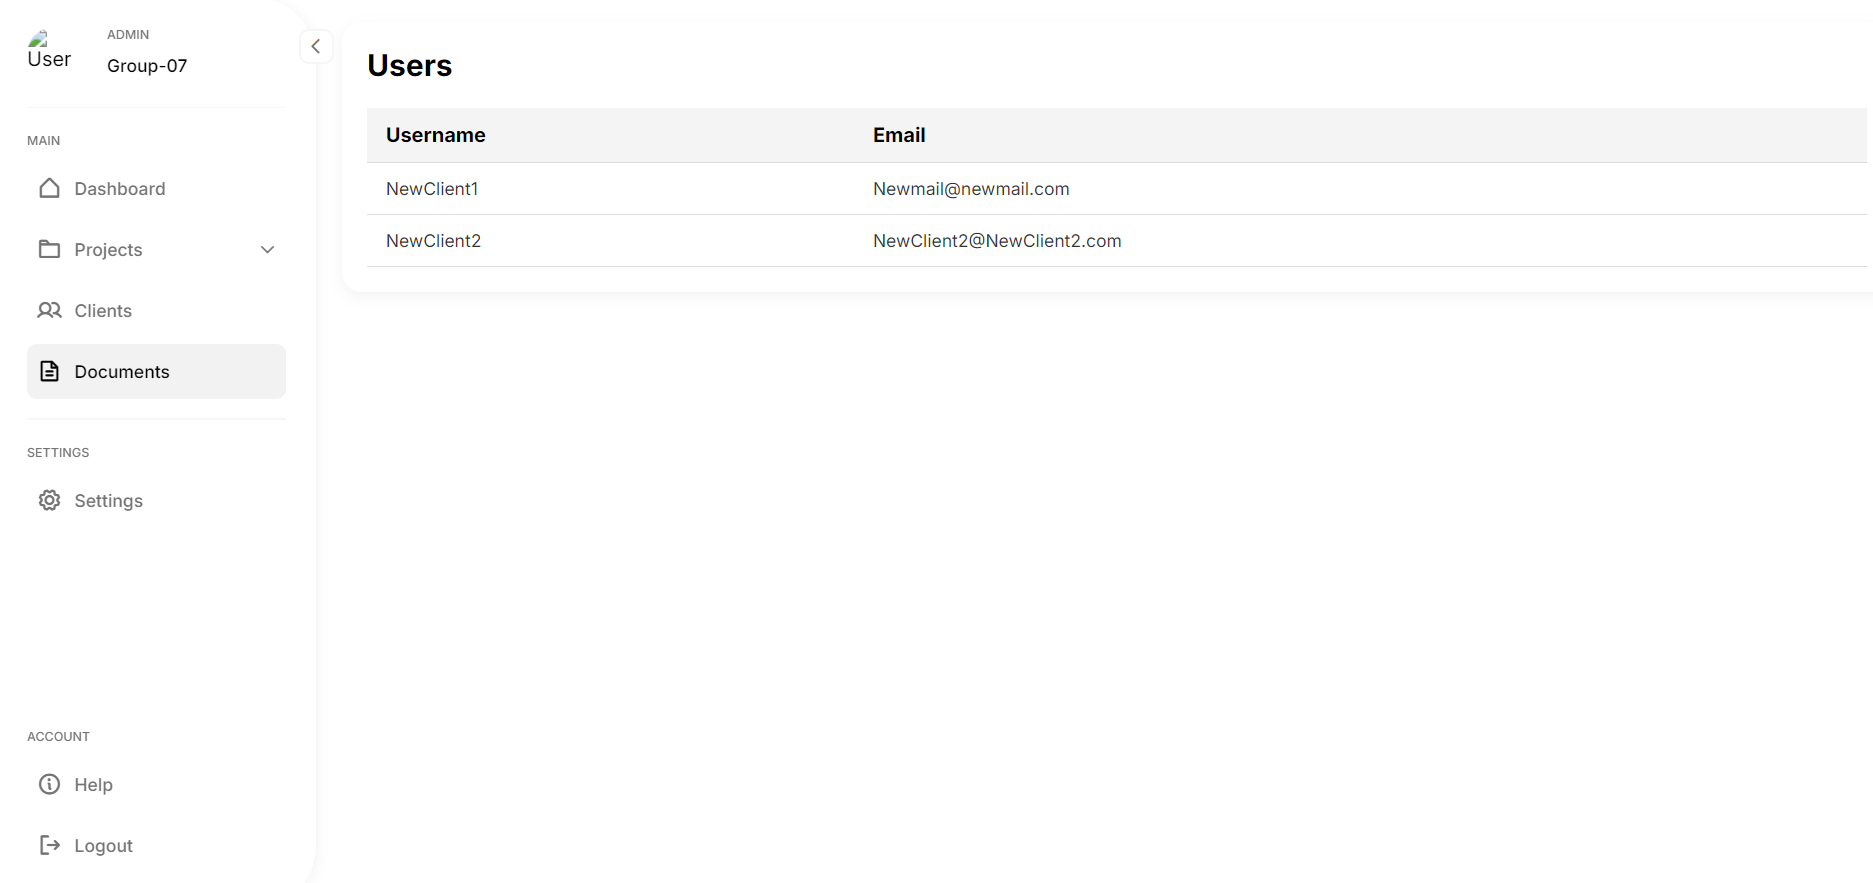 User
ADMIN
Group-07
MAIN
Dashboard
Projects
Clients
Documents
SETTINGS
Settings
ACCOUNT
Help
Logout
Users
Username Email
NewClient1 Newmail@newmail.com
NewClient2 NewClient2@NewClient2.com